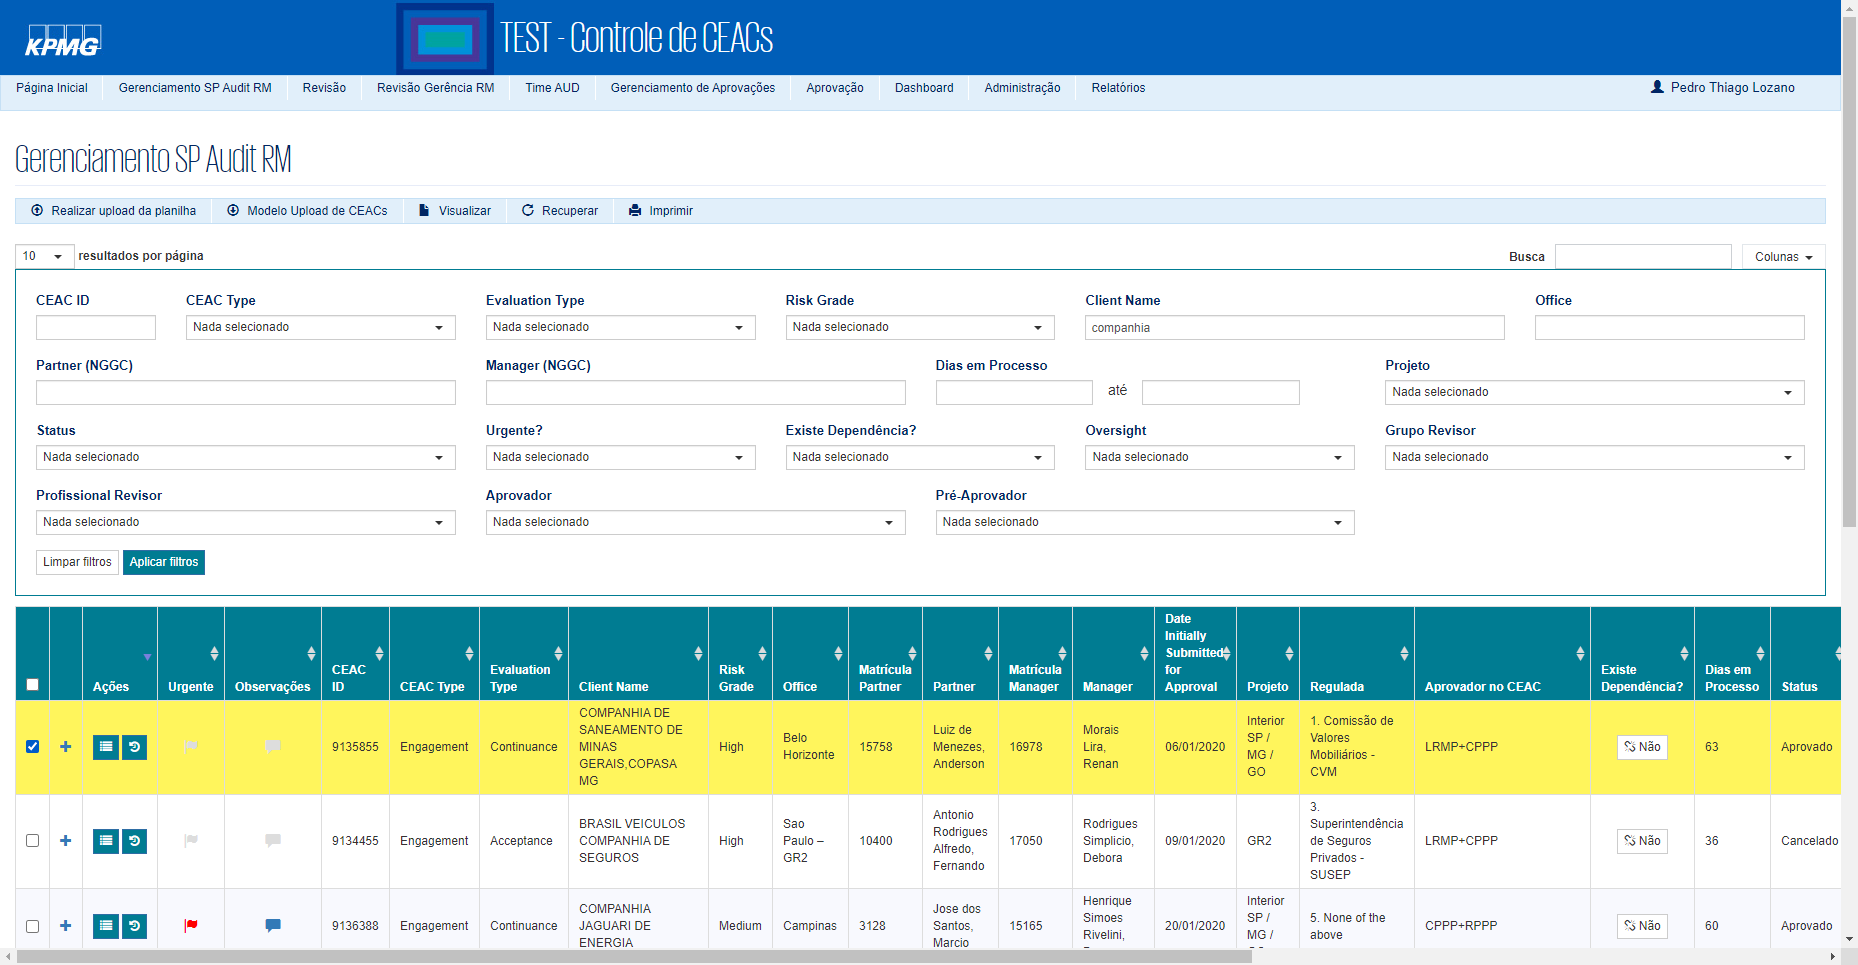 KPMG
TEST - Controle de CEACs
Página Inicial Gerenciamento SP Audit RM Revisão Revisão Gerência RM Time AUD Gerenciamento de Aprovações Aprovação Dashboard Administração Relatórios Pedro Thiago Lozano
Gerenciamento SP Audit RM
Realizar upload da planilha Modelo Upload de CEACs Visualizar Recuperar Imprimir
10 resultados por página Busca Colunas
CEAC ID CEAC Type Evaluation Type Risk Grade Client Name Office
Nada selecionado Nada selecionado Nada selecionado companhia
Partner (NGGC) Manager (NGGC) Dias em Processo Projeto
até Nada selecionado
Status Urgente? Existe Dependência? Oversight Grupo Revisor
Nada selecionado Nada selecionado Nada selecionado Nada selecionado Nada selecionado
Profissional Revisor Aprovador Pré-Aprovador
Nada selecionado Nada selecionado Nada selecionado
Limpar filtros Aplicar filtros
Date
Initially
Submitted
CEAC Evaluation Risk Matrícula Matrícula for Existe Dias em
Ações Urgente Observações ID CEAC Type Type Client Name Grade Office Partner Partner Manager Manager Approval Projeto Regulada Aprovador no CEAC Dependência? Processo Status
COMPANHIA DE
SANEAMENTO DE Interior 1. Comissão de
Luiz de Morais SP / Valores
9135855 Engagement Continuance MINAS High Belo Horizonte 15758 Menezes, 16978 Lira, 06/01/2020 MG / Mobiliários - LRMP+CPPP Não 63 Aprovado
GERAIS,COPASA Anderson Renan GO CVM
MG
3.
Antonio Superintendência
BRASIL VEICULOS Sao Rodrigues Rodrigues de Seguros
9134455 Engagement Acceptance COMPANHIA DE High Paulo – 10400 Alfredo, 17050 Simplicio, 09/01/2020 GR2 Privados - LRMP+CPPP Não 36 Cancelado
SEGUROS GR2 Fernando Debora SUSEP
Henrique Interior
COMPANHIA Jose dos Simoes SP / 5. None of the
9136388 Engagement Continuance JAGUARI DE Medium Campinas 3128 Santos, 15165 Rivelini, 20/01/2020 MG / above CPPP+RPPP Não 60 Aprovado
ENERGIA Marcio